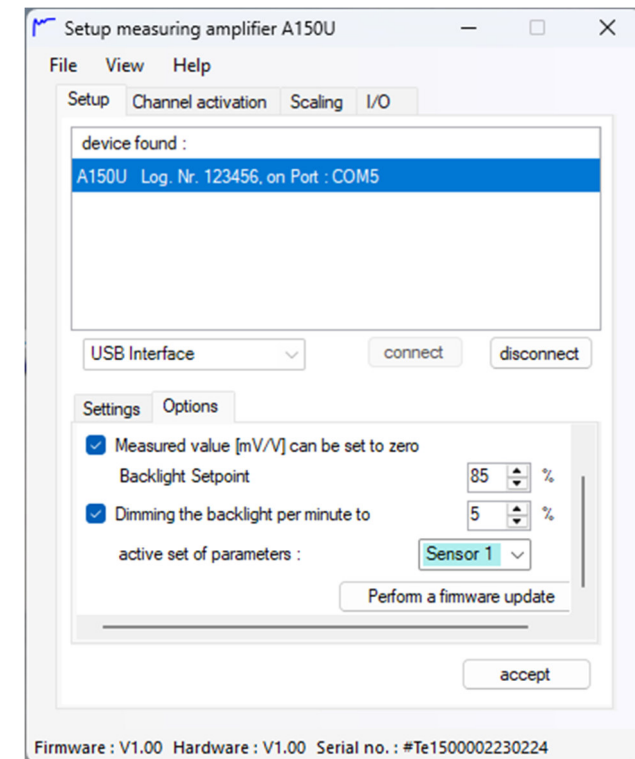 Setup measuring amplifier A150U
File View Help
Setup Channel activation Scaling I/O
device found :
A150U Log. Nr. 123456, on Port : COM5
USB Interface connect disconnect
Settings Options
Measured value [mV/V] can be set to zero
Backlight Setpoint 85 %
Dimming the backlight per minute to 5 %
active set of parameters : Sensor 1
Perform a firmware update
accept
Firmware : V1.00 Hardware : V1.00 Serial no. : #Te1500002230224